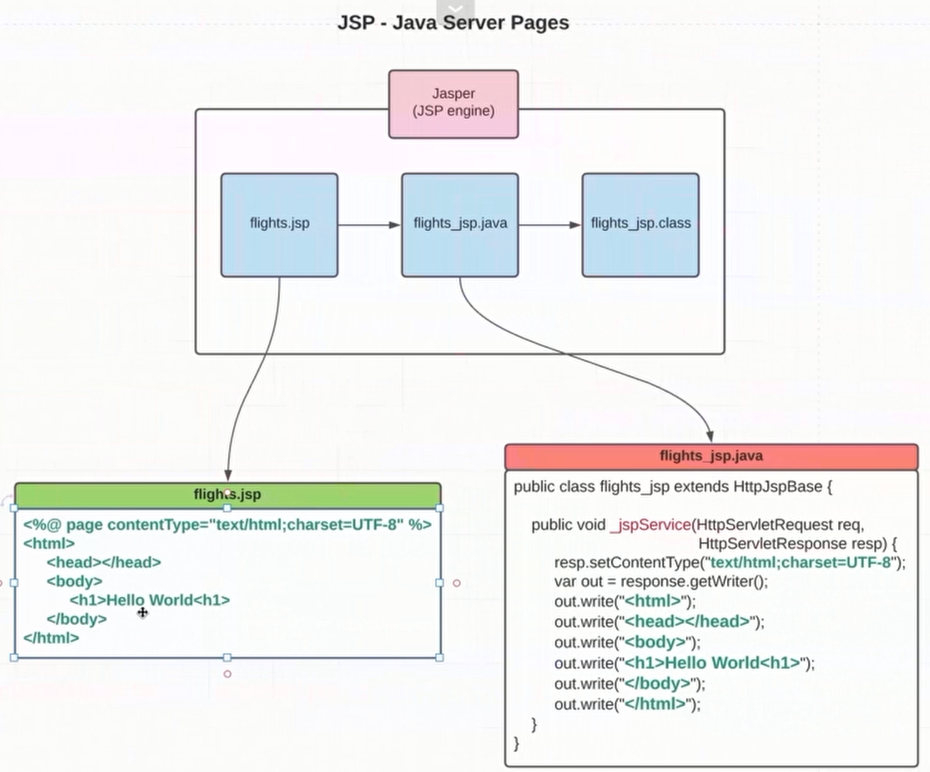 JSP - Java Server Pages
Jasper
(JSP engine)
flights.jsp
flights_jsp.java
flights_jsp.class
flights.jsp
<%@ page contentType="text/html;charset=UTF-8" %>
<html>
<head></head>
<body>
<h1>Hello World<h1>
</body>
</html>
flights_jsp.java
public class flights_jsp extends HttpJspBase {
public void _jspService(HttpServletRequest req,
HttpServletResponse resp) {
resp.setContentType("text/html;charset=UTF-8");
var out = response.getWriter();
out.write("<html>");
out.write("<head></head>");
out.write("<body>");
out.write("<h1>Hello World<h1>");
out.write("</body>");
out.write("</html>");
}
}